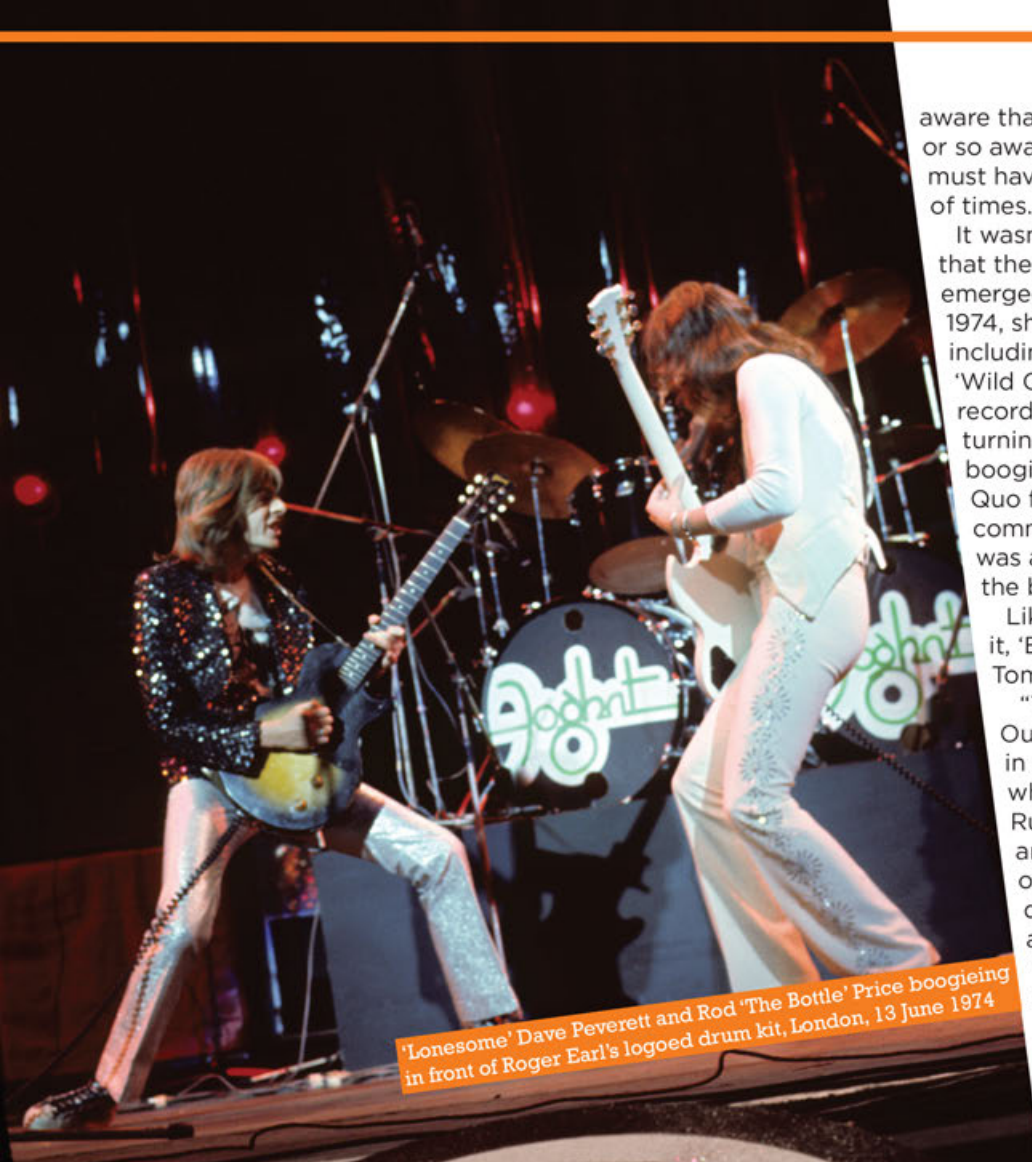 aware tha
or so awa
must hav
of times.
It wasn
that the
emerge
1974, sh
includin
'Wild C
record
turnin
boogi
Quo f
comm
was a
the b
Lik
it, 'E
Ton
"
Ou
in
wh
Ru
ar
o
c
a
Foghat
Foghat
'Lonesome' Dave Peverett and Rod 'The Bottle' Price boogieing
in front of Roger Earl's logoed drum kit, London, 13 June 1974